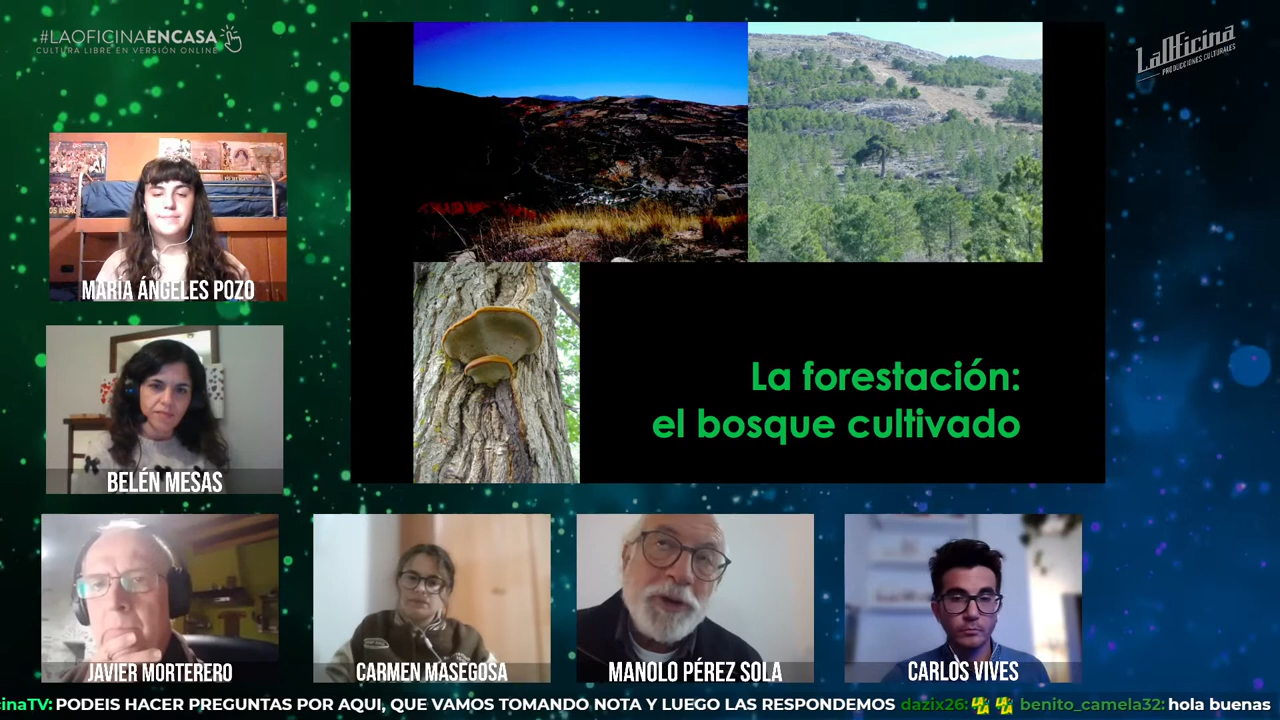 #LAOFICINAENCASA
CULTURA LIBRE EN VERSIÓN ONLINE
LaOficina
PRODUCCIONES CULTURALES
MARÍA ÁNGELES POZO
La forestación:
el bosque cultivado
BELÉN MESAS
JAVIER MORTERERO
CARMEN MASEGOSA
MANOLO PÉREZ SOLA
CARLOS VIVES
cinaTV: PODEIS HACER PREGUNTAS POR AQUI, QUE VAMOS TOMANDO NOTA Y LUEGO LAS RESPONDEMOS dazix26: benito_camela32: hola buenas